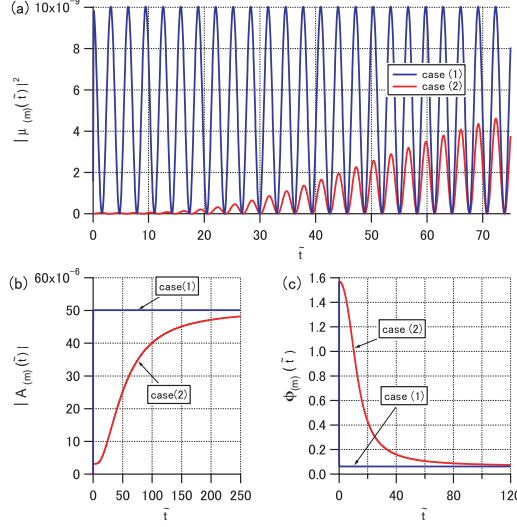 (a)
10x10⁻⁹
8
6
4
2
0
| μ (m)(t̃)|²
case (1)
case (2)
0 10 20 30 40 50 60 70
t̃
(b)
60x10⁻⁶
50
40
30
20
10
0
| A (m)(t̃) |
case(1)
case(2)
0 50 100 150 200 250
t̃
(c)
1.6
1.4
1.2
1.0
0.8
0.6
0.4
0.2
0.0
ϕ(m)(t̃)
case (2)
case (1)
0 40 80 120
t̃